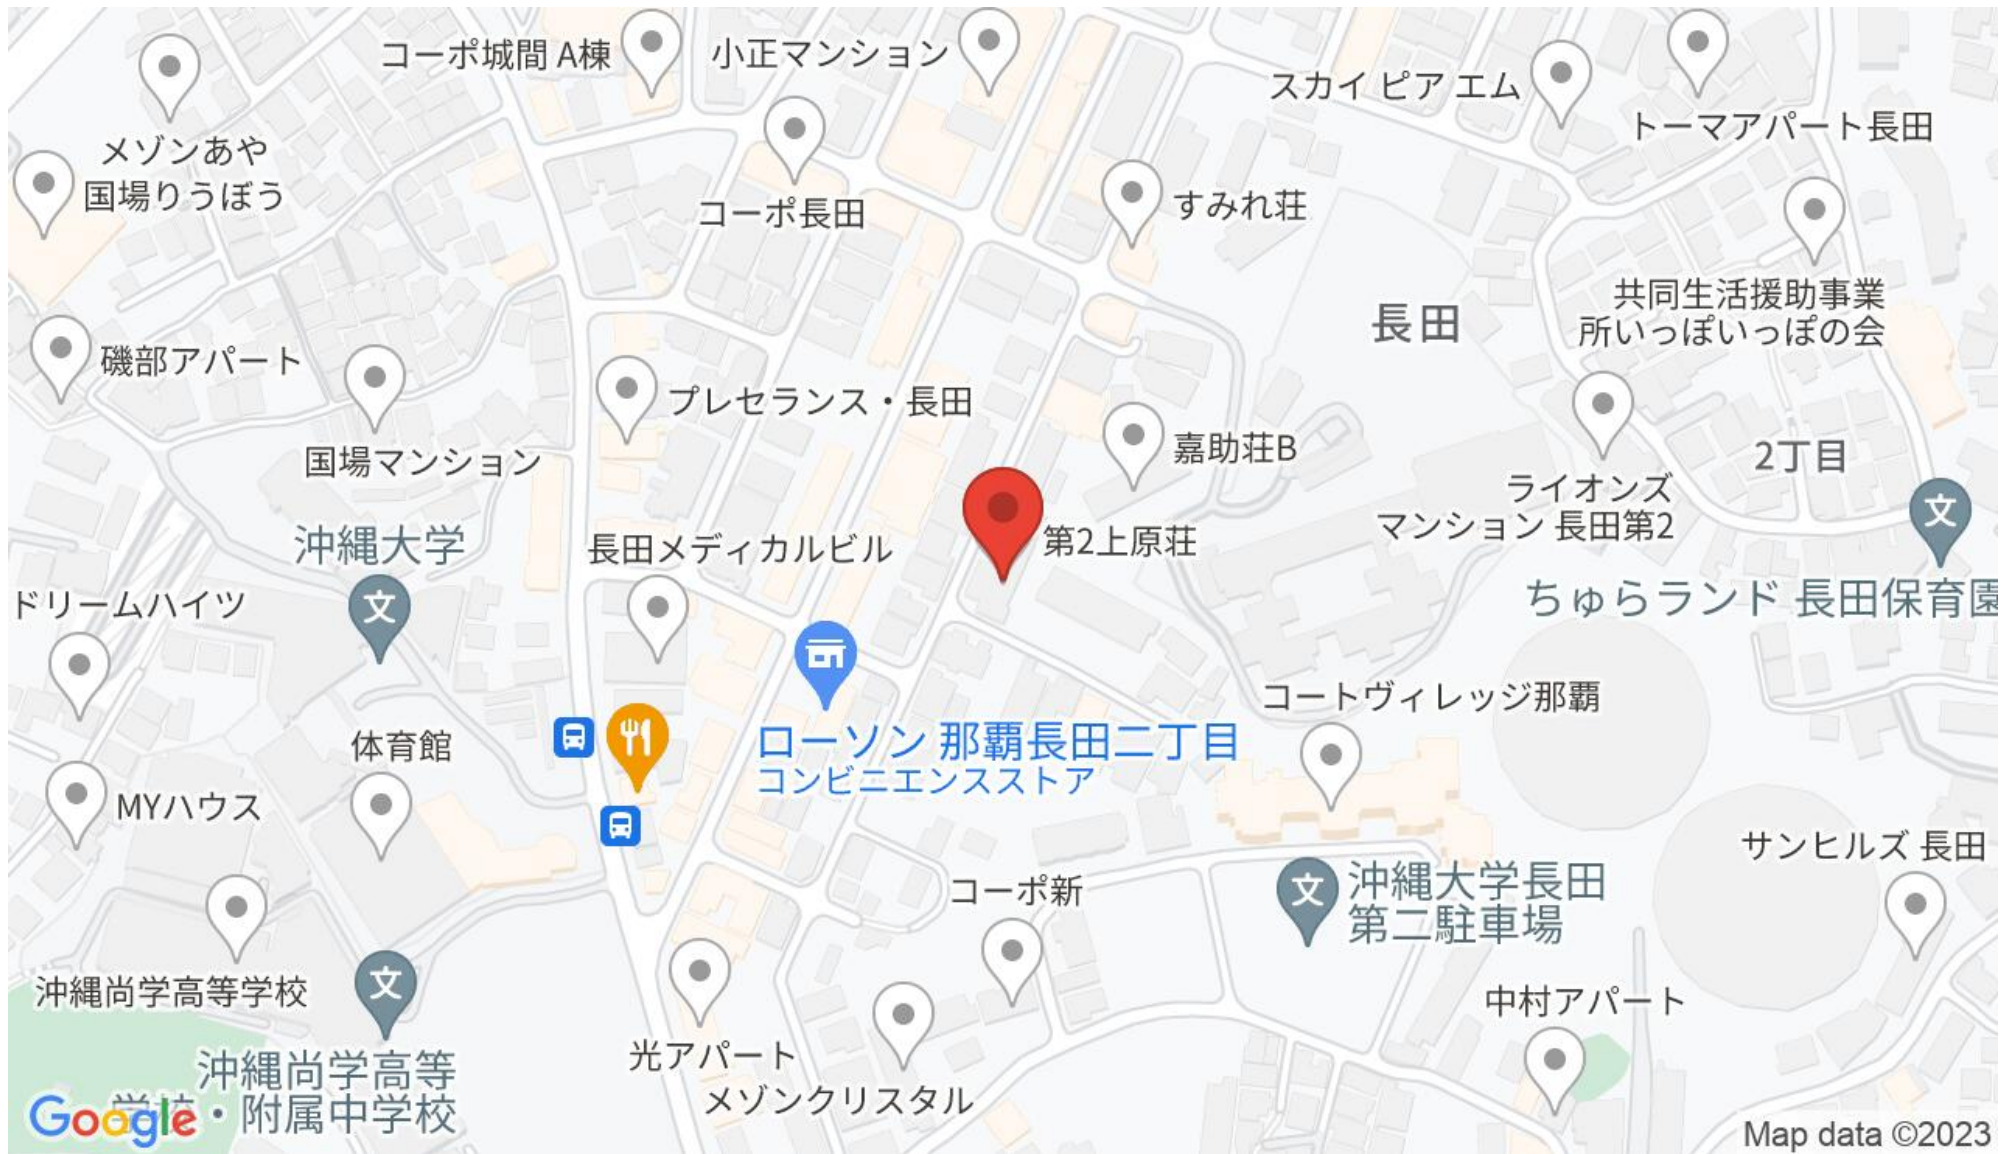 コーポ城間 A棟
小正マンション
スカイ ピア エム
トーマアパート長田
メゾンあや
国場りうぼう
コーポ長田
すみれ荘
共同生活援助事業
所いっぽいっぽの会
長田
磯部アパート
プレセランス・長田
国場マンション
嘉助荘B
2丁目
ライオンズ
マンション 長田第2
沖縄大学
長田メディカルビル
第2上原荘
ちゅらランド 長田保育園
ドリームハイツ
コートヴィレッジ那覇
体育館
ローソン 那覇長田二丁目
コンビニエンスストア
MYハウス
サンヒルズ 長田
コーポ新
沖縄大学長田
第二駐車場
沖縄尚学高等学校
中村アパート
光アパート
沖縄尚学高等
学校・附属中学校
メゾンクリスタル
Google
Map data ©2023